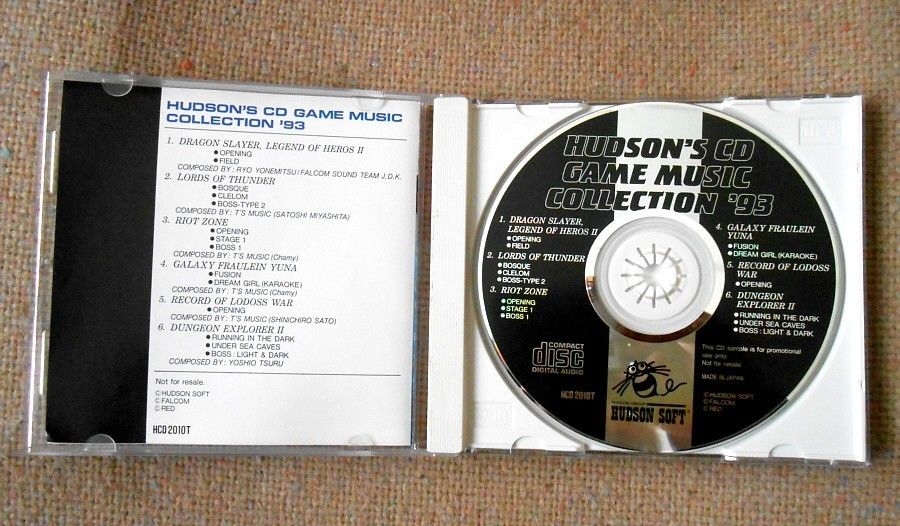 HUDSON'S CD GAME MUSIC
COLLECTION '93
1. DRAGON SLAYER, LEGEND OF HEROS II
●OPENING
●FIELD
COMPOSED BY : RYO YONEMITSU/FALCOM SOUND TEAM J.D.K.
2. LORDS OF THUNDER
●BOSQUE
●CLELOM
●BOSS-TYPE 2
COMPOSED BY : T'S MUSIC (SATOSHI MIYASHITA)
3. RIOT ZONE
●OPENING
●STAGE 1
●BOSS 1
COMPOSED BY : T'S MUSIC (Chamy)
4. GALAXY FRAULEIN YUNA
●FUSION
●DREAM GIRL (KARAOKE)
COMPOSED BY : T'S MUSIC (Chamy)
5. RECORD OF LODOSS WAR
●OPENING
COMPOSED BY : T'S MUSIC (SHINICHIRO SATO)
6. DUNGEON EXPLORER II
●RUNNING IN THE DARK
●UNDER SEA CAVES
●BOSS : LIGHT & DARK
COMPOSED BY : YOSHIO TSURU
Not for resale.
©HUDSON SOFT
©FALCOM
©RED
HCD 2010T
HUDSON'S CD
GAME MUSIC
COLLECTION '93
1. DRAGON SLAYER,
LEGEND OF HEROS II
●OPENING
●FIELD
2. LORDS OF THUNDER
●BOSQUE
●CLELOM
●BOSS-TYPE 2
3. RIOT ZONE
●OPENING
●STAGE 1
●BOSS 1
4. GALAXY FRAULEIN
YUNA
●FUSION
●DREAM GIRL (KARAOKE)
5. RECORD OF LODOSS
WAR
●OPENING
6. DUNGEON
EXPLORER II
●RUNNING IN THE DARK
●UNDER SEA CAVES
●BOSS : LIGHT & DARK
This CD sample is for promotional
use only.
Not for resale.
MADE IN JAPAN
©HUDSON SOFT
©FALCOM
©RED
COMPACT
disc
DIGITAL AUDIO
HCD 2010T
HUDSON GROUP
HUDSON SOFT